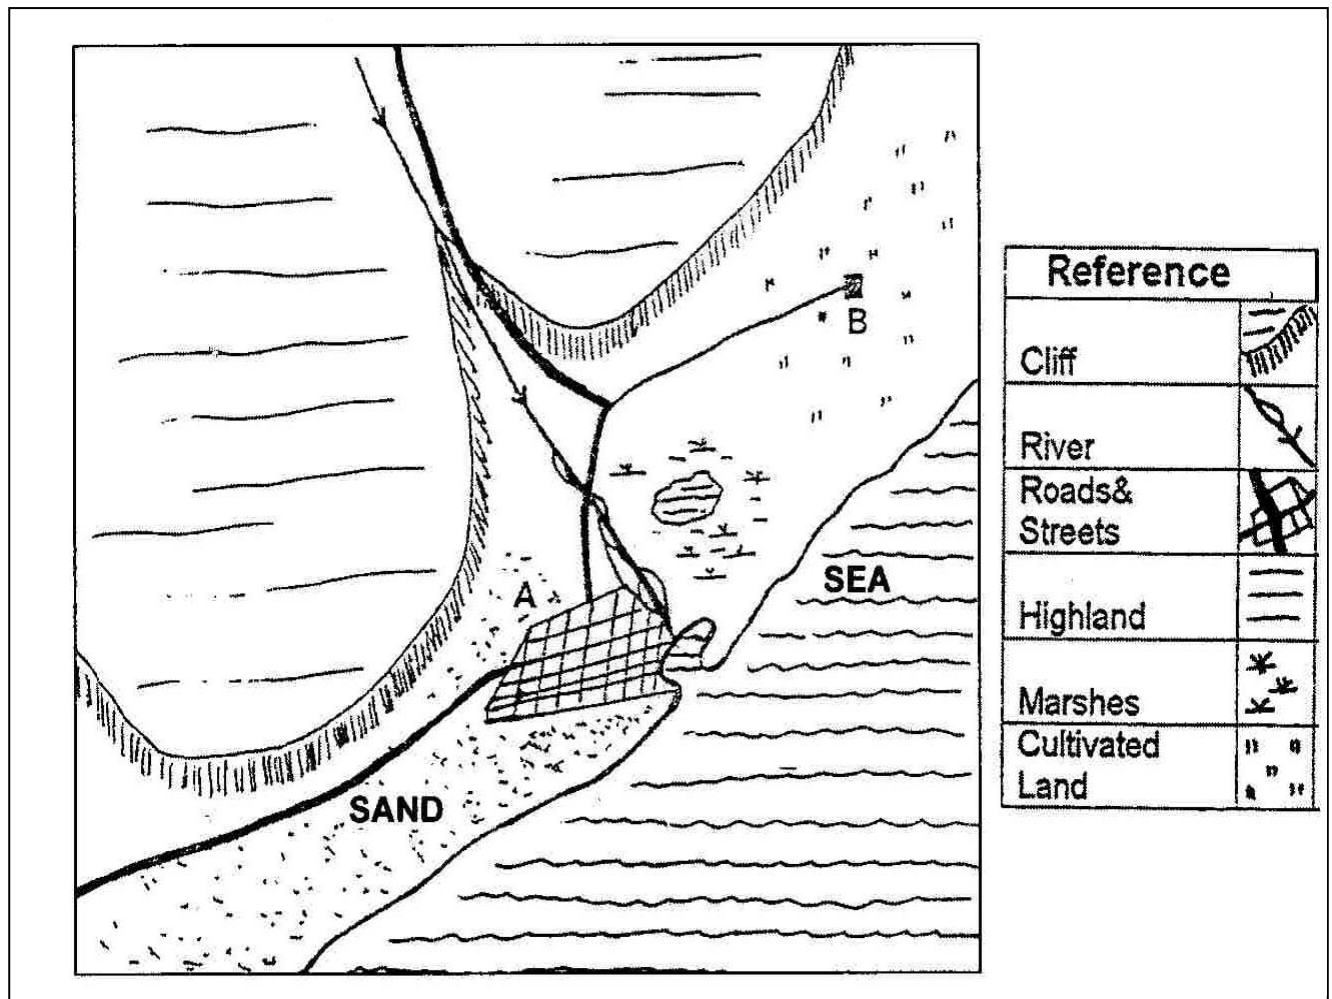 A
B
SEA
SAND
Reference
Cliff
River
Roads&
Streets
Highland
Marshes
Cultivated
Land